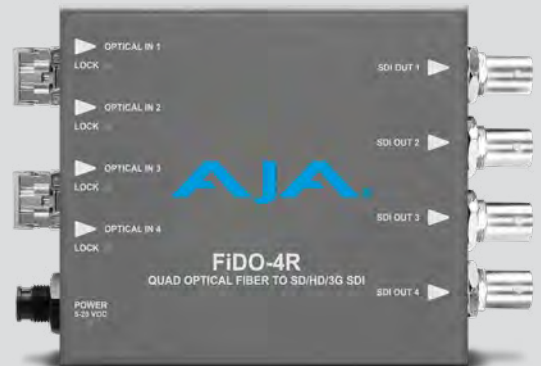 OPTICAL IN 1
LOCK
SDI OUT 1
OPTICAL IN 2
LOCK
SDI OUT 2
OPTICAL IN 3
LOCK
SDI OUT 3
AJA
OPTICAL IN 4
LOCK
FiDO-4R
QUAD OPTICAL FIBER TO SD/HD/3G SDI
SDI OUT 4
POWER
5-20 VDC